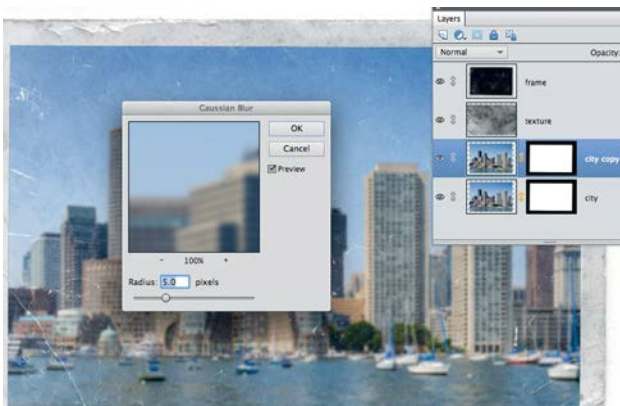 Layers
Normal
Opacity:
frame
texture
city copy
city
Gaussian Blur
OK
Cancel
Preview
- 100% +
Radius: 5.0 pixels